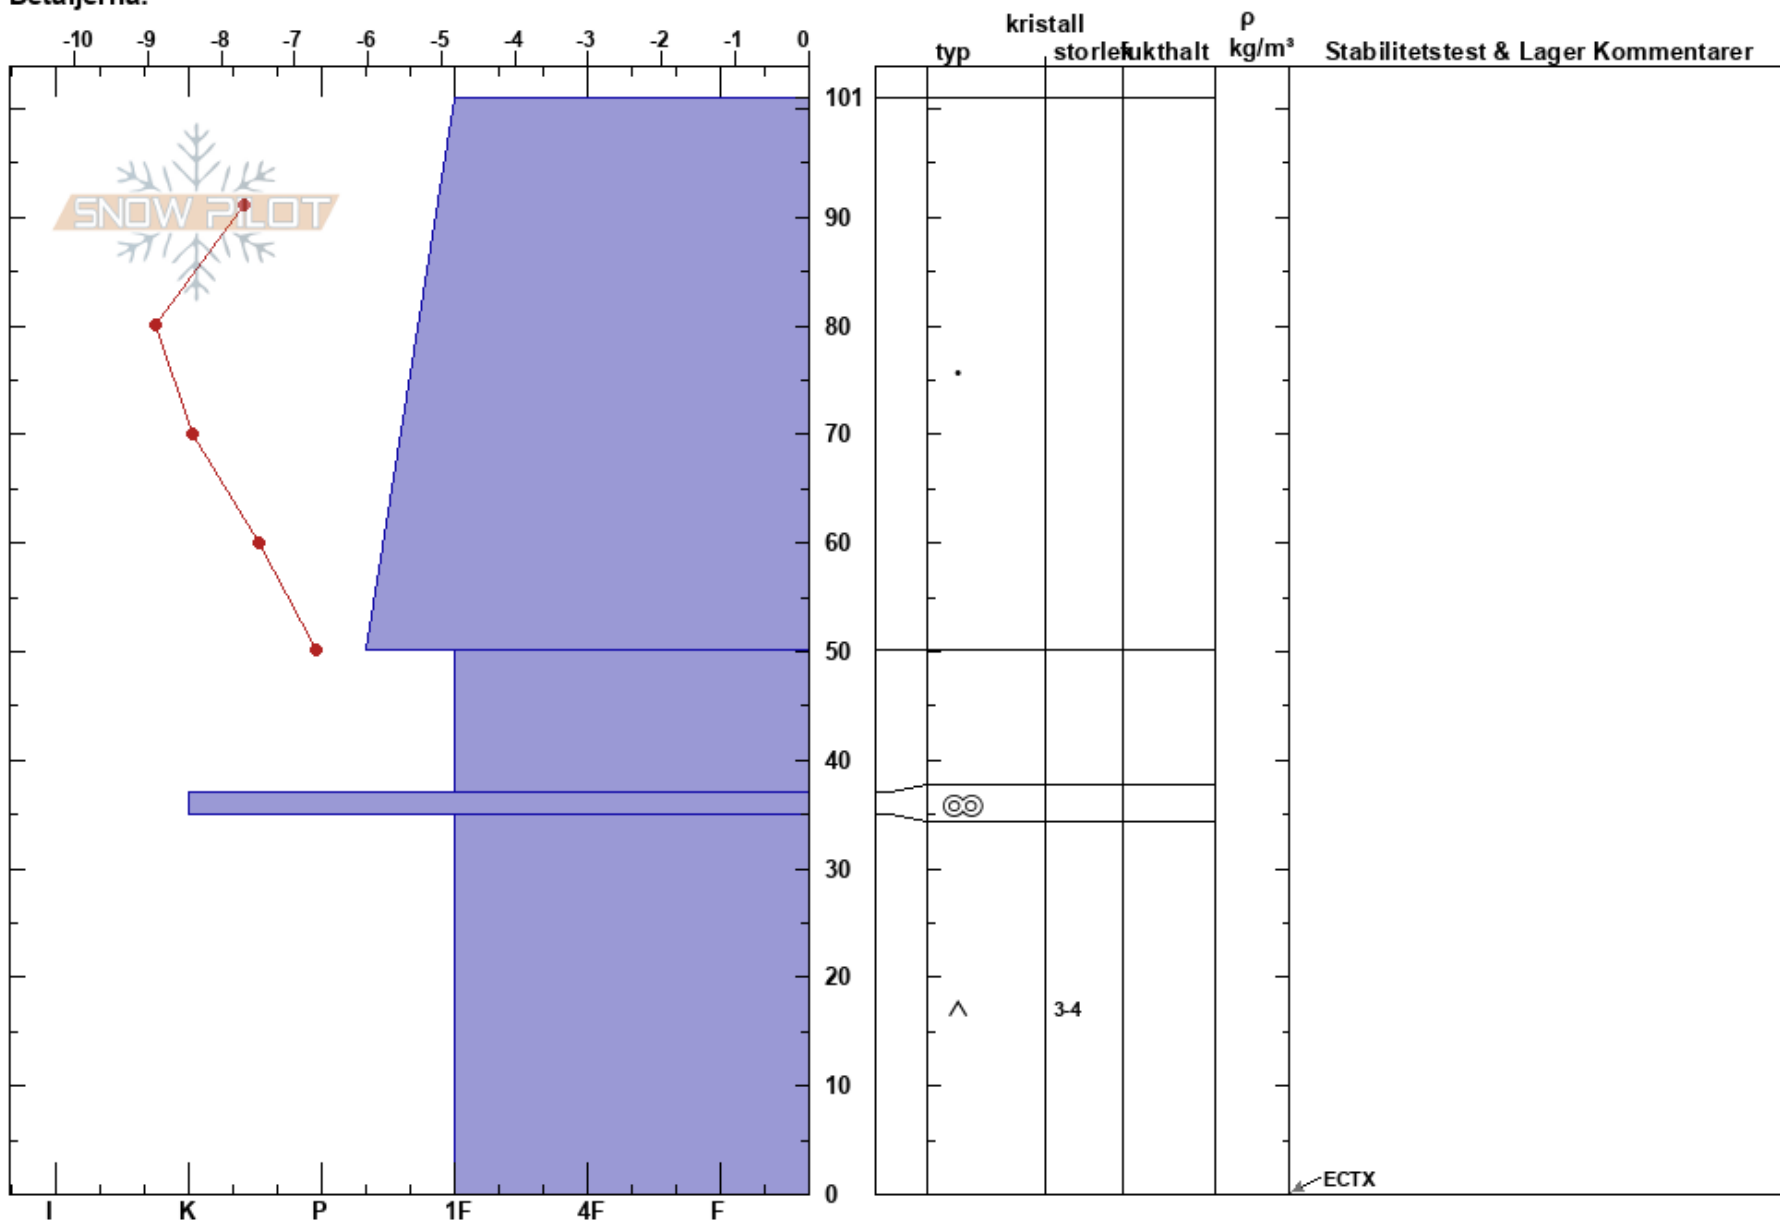 Detaljerna:
kristall ρ
-10 -9 -8 -7 -6 -5 -4 -3 -2 -1 0 typ storlek fukthalt kg/m³ Stabilitetstest & Lager Kommentarer
101
SNOW PILOT
90
80
70
60
50
40
30
20
3-4
10
ECTX
0
I K P 1F 4F F